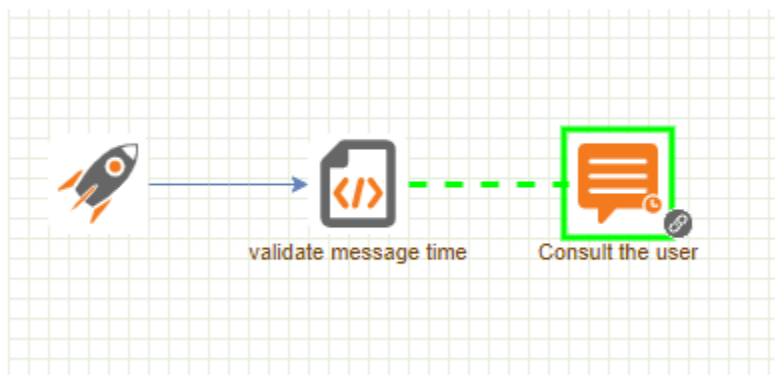 </>
validate message time
Consult the user